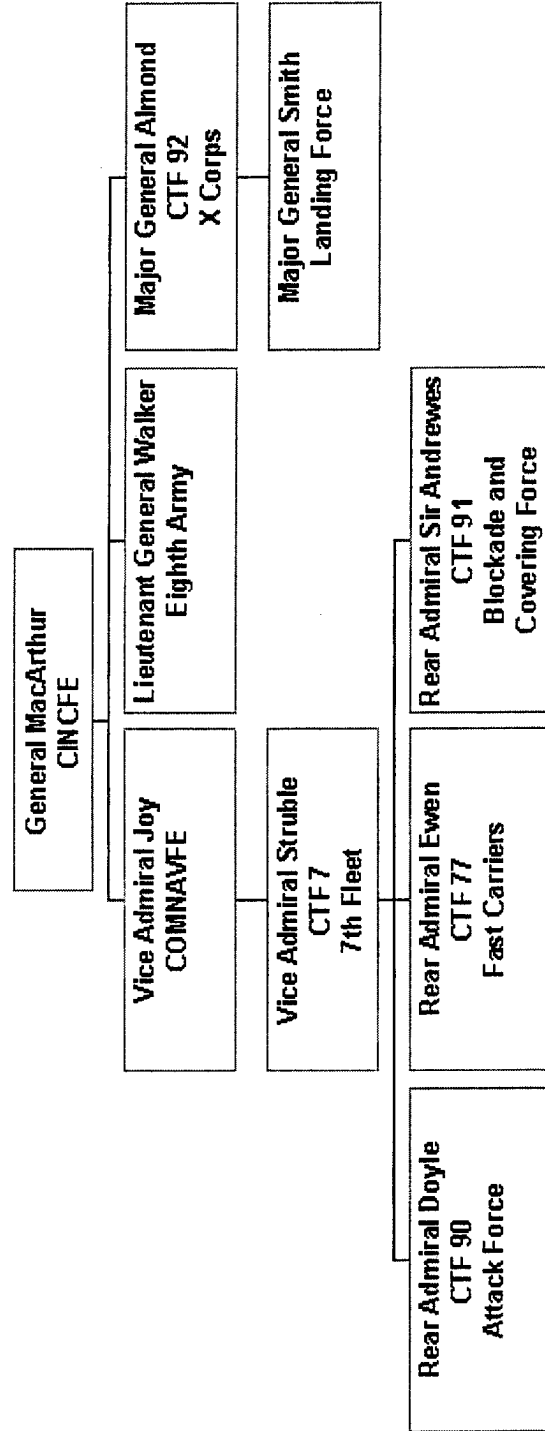 General MacArthur
CINCFE
Vice Admiral Joy
COMNAVFE
Lieutenant General Walker
Eighth Army
Major General Almond
CTF 92
X Corps
Vice Admiral Struble
CTF 7
7th Fleet
Major General Smith
Landing Force
Rear Admiral Doyle
CTF 90
Attack Force
Rear Admiral Ewen
CTF 77
Fast Carriers
Rear Admiral Sir Andrewes
CTF 91
Blockade and
Covering Force